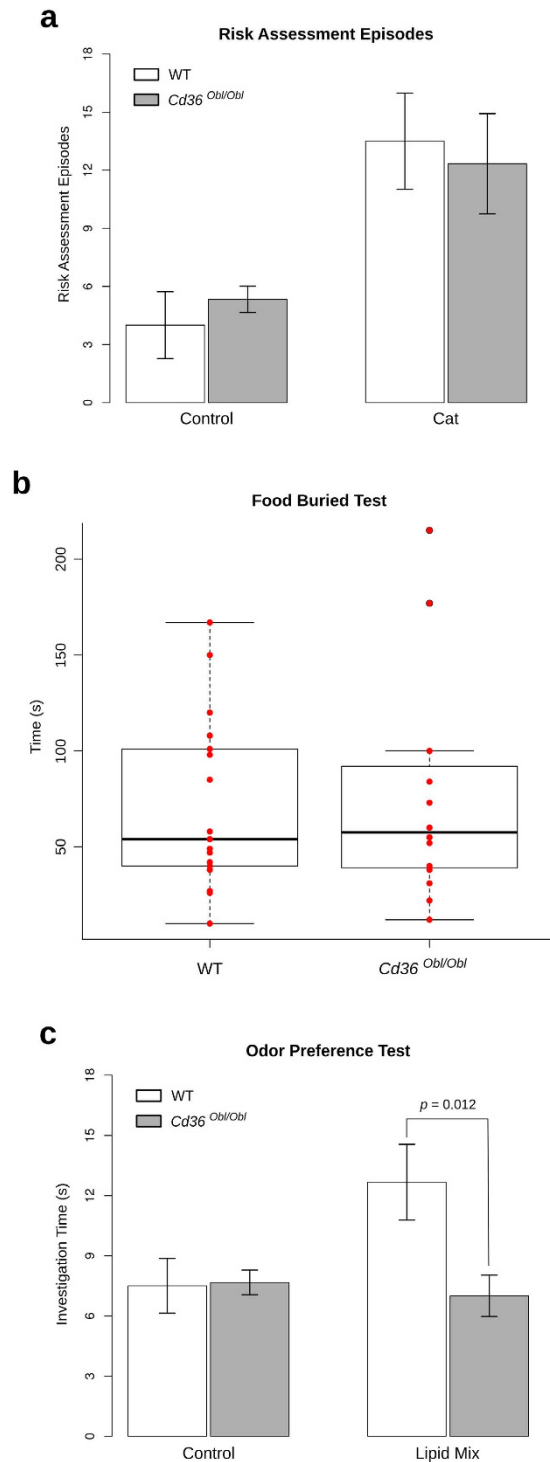 a
Risk Assessment Episodes
WT
Cd36 Obl/Obl
Risk Assessment Episodes
0
3
6
9
12
15
18
Control
Cat
b
Food Buried Test
Time (s)
50
100
150
200
WT
Cd36 Obl/Obl
c
Odor Preference Test
WT
Cd36 Obl/Obl
p = 0.012
Investigation Time (s)
0
3
6
9
12
15
18
Control
Lipid Mix